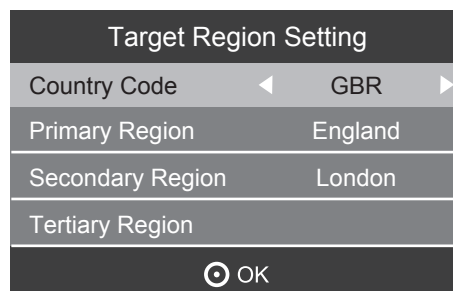 Target Region Setting
Country Code GBR
Primary Region England
Secondary Region London
Tertiary Region
OK